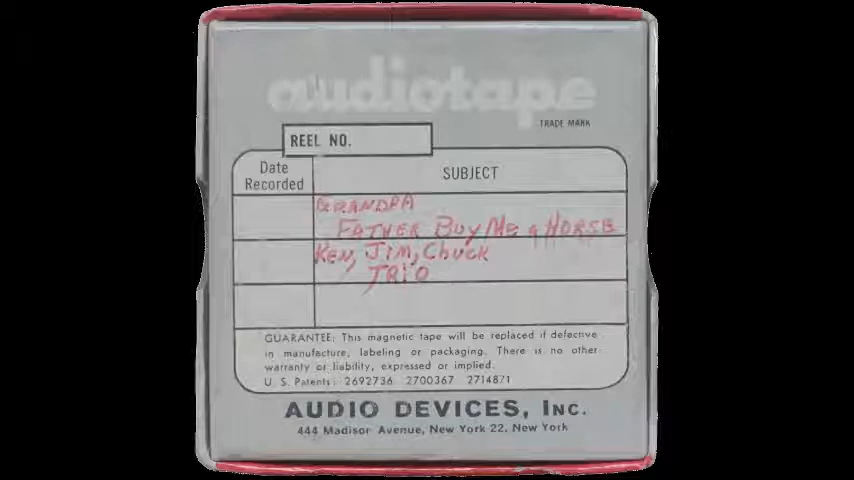 audiotape
TRADE MARK
REEL NO.
Date Recorded
SUBJECT
GRANDPA
FATHER BUY ME a HORSE
KEN, JIM, CHUCK
TRIO
GUARANTEE: This magnetic tape will be replaced if defective
in manufacture, labeling or packaging. There is no other
warranty or liability, expressed or implied.
U. S. Patents: 2692736 2700367 2714871
AUDIO DEVICES, INC.
444 Madison Avenue, New York 22, New York